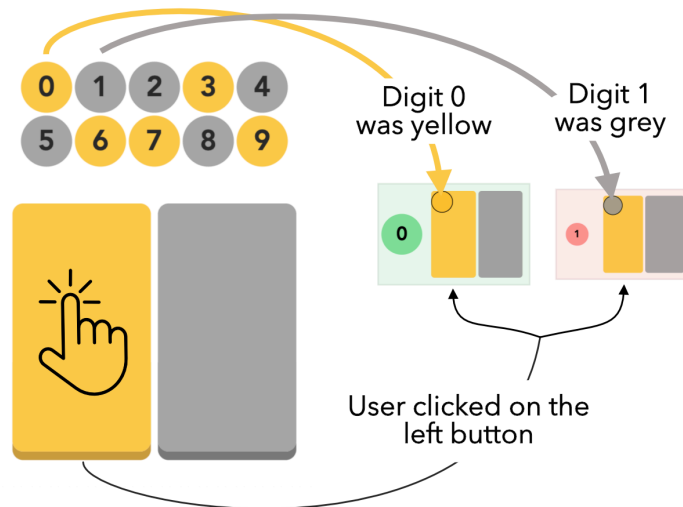 0 1 2 3 4
5 6 7 8 9
Digit 0
was yellow
Digit 1
was grey
0
1
User clicked on the
left button